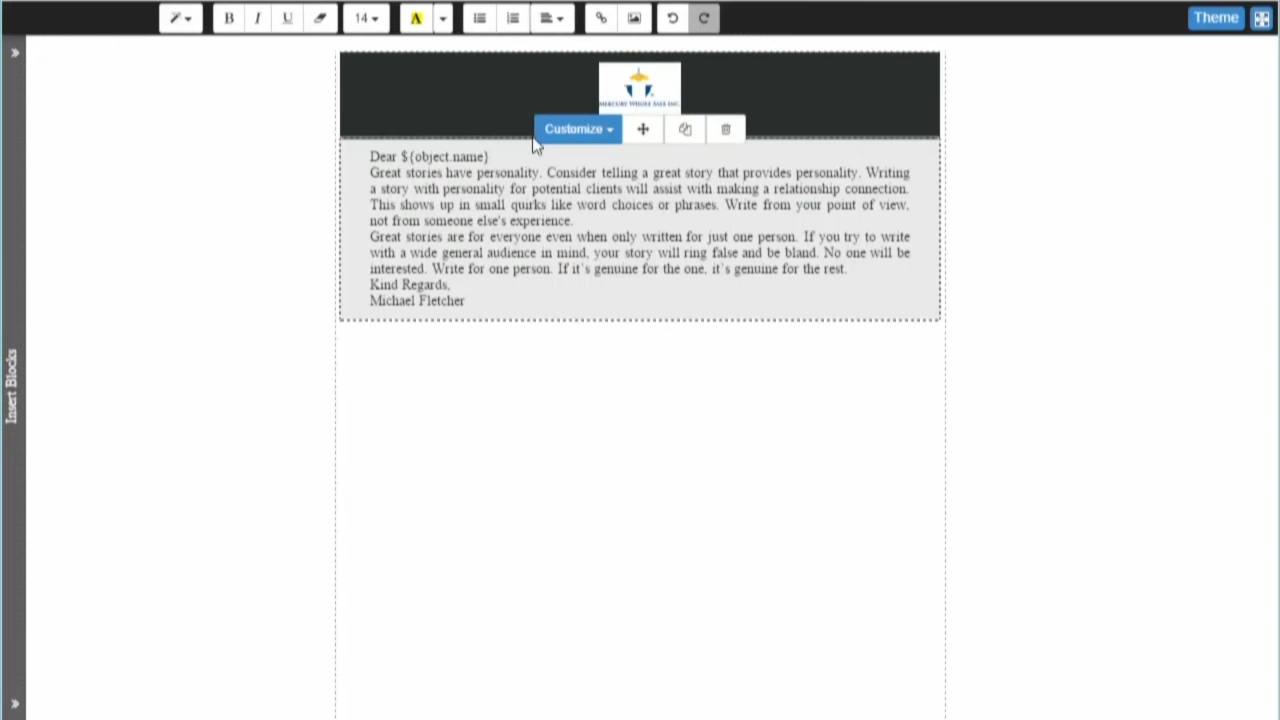 B I U 14 A Theme
MERCURY WHOLE SALE INC.
Customize
Dear ${object.name}
Great stories have personality. Consider telling a great story that provides personality. Writing
a story with personality for potential clients will assist with making a relationship connection.
This shows up in small quirks like word choices or phrases. Write from your point of view,
not from someone else's experience.
Great stories are for everyone even when only written for just one person. If you try to write
with a wide general audience in mind, your story will ring false and be bland. No one will be
interested. Write for one person. If it's genuine for the one, it's genuine for the rest.
Kind Regards,
Michael Fletcher
Insert Blocks